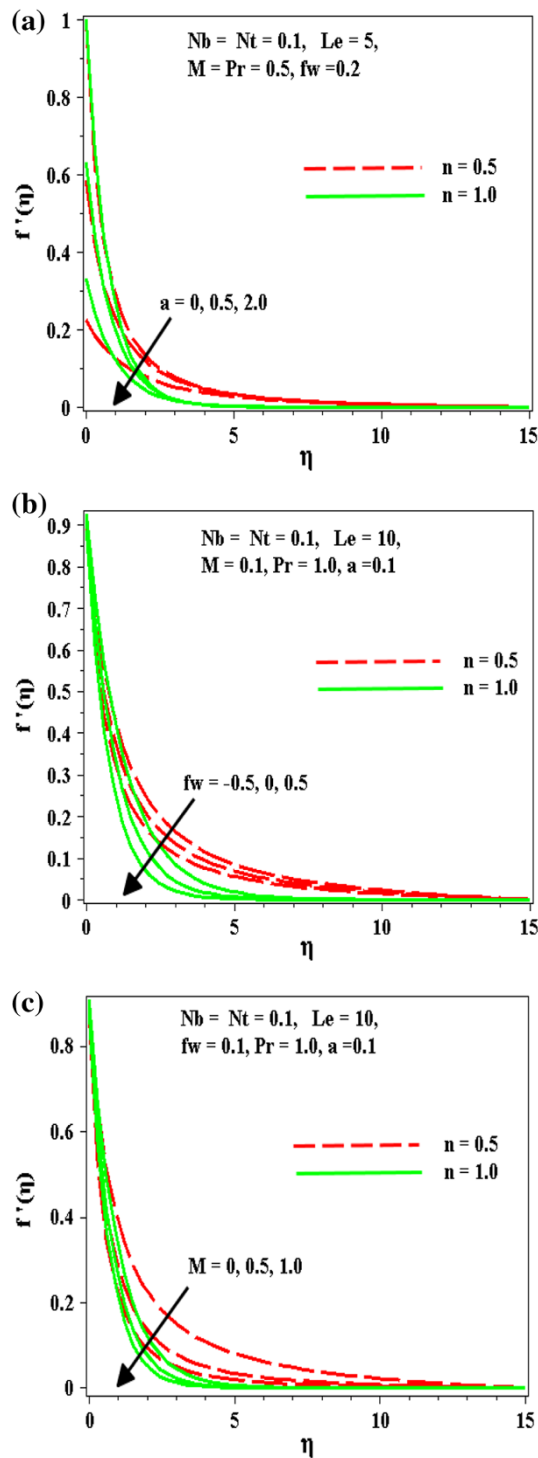 (a)
Nb = Nt = 0.1, Le = 5,
M = Pr = 0.5, fw =0.2
n = 0.5
n = 1.0
a = 0, 0.5, 2.0
f '(η)
1
0.8
0.6
0.4
0.2
0
0
5
10
15
η
(b)
Nb = Nt = 0.1, Le = 10,
M = 0.1, Pr = 1.0, a =0.1
n = 0.5
n = 1.0
fw = -0.5, 0, 0.5
f '(η)
0.9
0.8
0.7
0.6
0.5
0.4
0.3
0.2
0.1
0
0
5
10
15
η
(c)
Nb = Nt = 0.1, Le = 10,
fw = 0.1, Pr = 1.0, a =0.1
n = 0.5
n = 1.0
M = 0, 0.5, 1.0
f '(η)
0.8
0.6
0.4
0.2
0
0
5
10
15
η